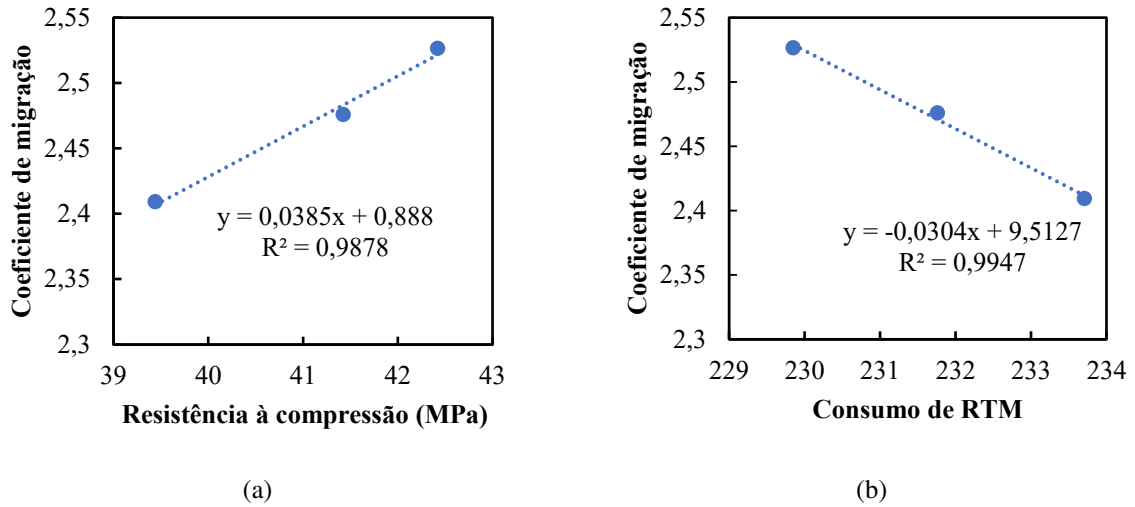 2,55
2,5
2,45
2,4
2,35
2,3
Coeficiente de migração
y = 0,0385x + 0,888
R² = 0,9878
39 40 41 42 43
Resistência à compressão (MPa)
(a)
2,55
2,5
2,45
2,4
2,35
2,3
Coeficiente de migração
y = -0,0304x + 9,5127
R² = 0,9947
229 230 231 232 233 234
Consumo de RTM
(b)